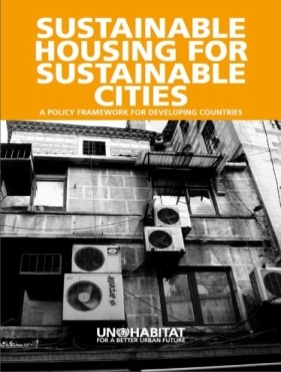 SUSTAINABLE
HOUSING FOR
SUSTAINABLE
CITIES
A POLICY FRAMEWORK FOR DEVELOPING COUNTRIES
UN HABITAT
FOR A BETTER URBAN FUTURE